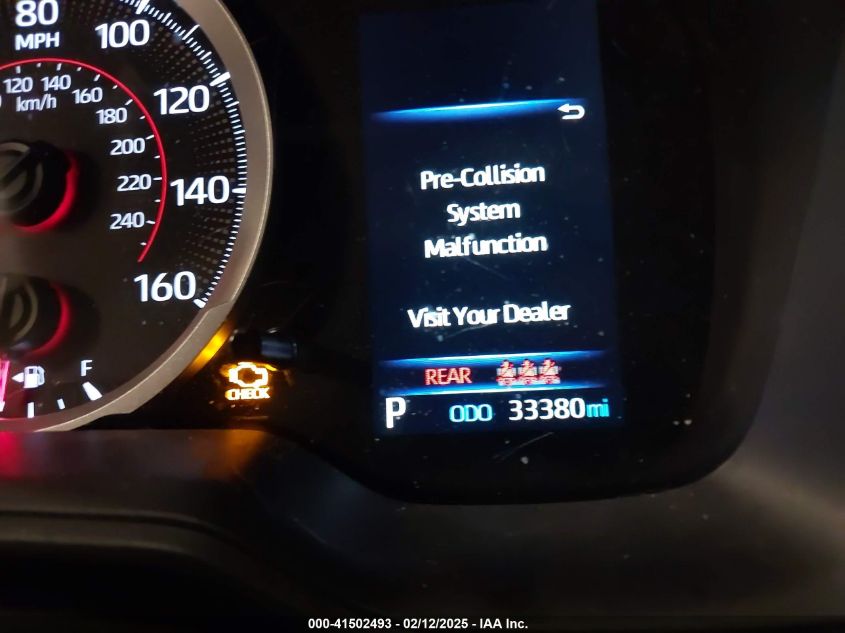 80
MPH
100
120
140
160
120 140
km/h
160
180
200
220
240
F
CHECK
Pre-Collision
System
Malfunction
Visit Your Dealer
REAR
P ODO 33380 mi
000-41502493 - 02/12/2025 - IAA Inc.